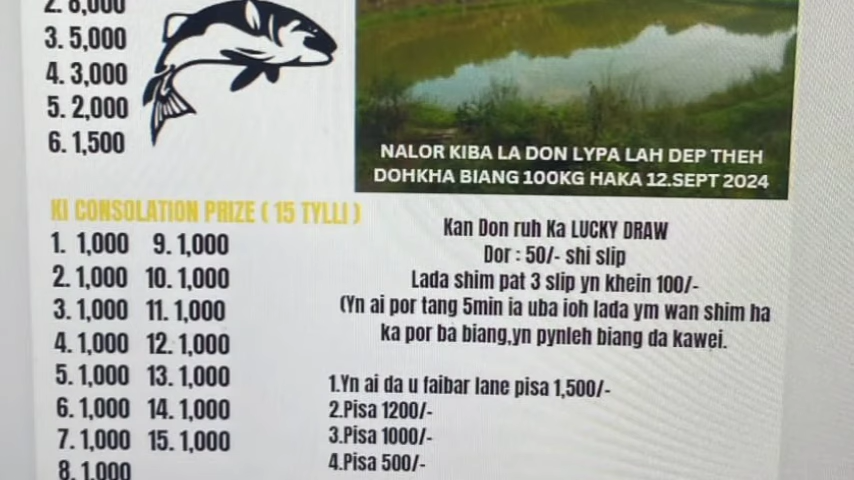 2. 8,000
3. 5,000
4. 3,000
5. 2,000
6. 1,500
NALOR KIBA LA DON LYPA LAH DEP THEH
DOHKHA BIANG 100KG HAKA 12.SEPT 2024
KI CONSOLATION PRIZE ( 15 TYLLI )
1. 1,000 9. 1,000
2. 1,000 10. 1,000
3. 1,000 11. 1,000
4. 1,000 12. 1,000
5. 1,000 13. 1,000
6. 1,000 14. 1,000
7. 1,000 15. 1,000
8. 1,000
Kan Don ruh Ka LUCKY DRAW
Dor : 50/- shi slip
Lada shim pat 3 slip yn khein 100/-
(Yn ai por tang 5min ia uba ioh lada ym wan shim ha
ka por ba biang,yn pynleh biang da kawei.
1.Yn ai da u faibar lane pisa 1,500/-
2.Pisa 1200/-
3.Pisa 1000/-
4.Pisa 500/-